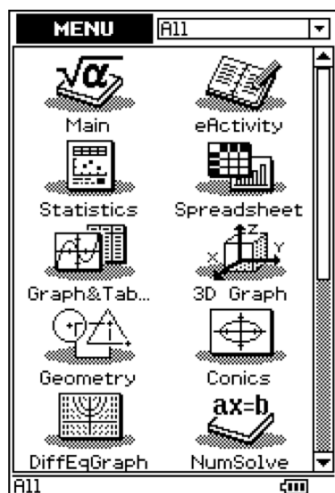 MENU All
√α
Main eActivity
Statistics Spreadsheet
X Z Y
Graph&Tab... 3D Graph
Geometry Conics
ax=b
DiffEqGraph NumSolve
All